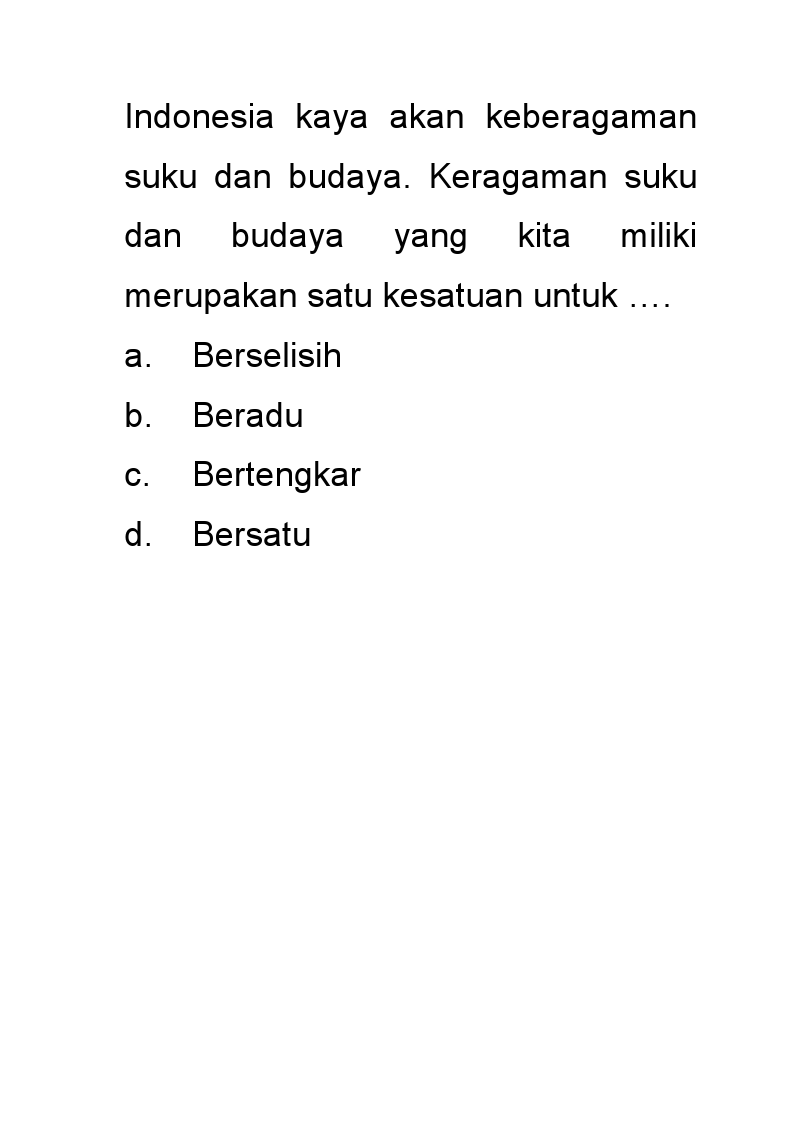 Indonesia kaya akan keberagaman
suku dan budaya. Keragaman suku
dan budaya yang kita miliki
merupakan satu kesatuan untuk ….
a. Berselisih
b. Beradu
c. Bertengkar
d. Bersatu